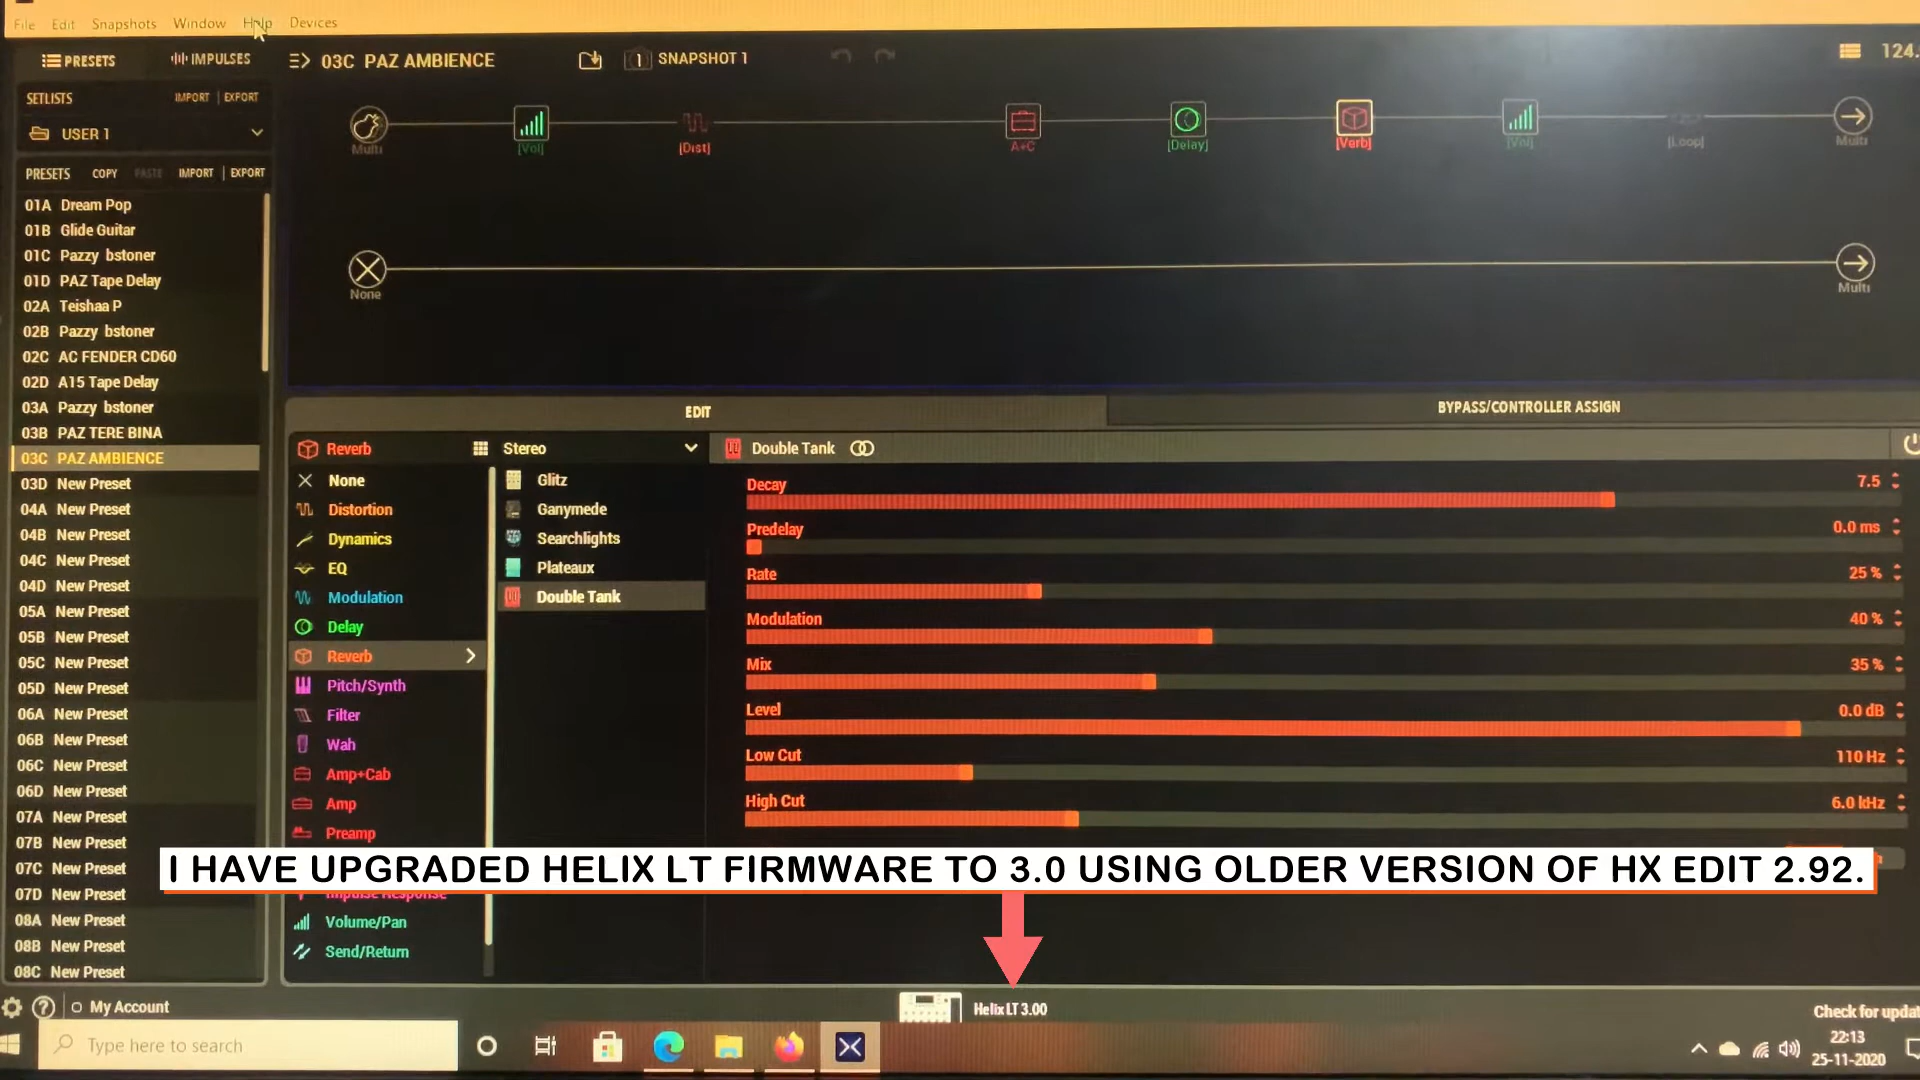 File Edit Snapshots Window Help Devices
PRESETS IMPULSES
03C PAZ AMBIENCE
1 SNAPSHOT 1
124.
SETLISTS IMPORT | EXPORT
USER 1
PRESETS COPY PASTE IMPORT | EXPORT
Multi [Vol] [Dist] A+C [Delay] [Verb] [Vol] [Loop] Multi
None Multi
01A Dream Pop
01B Glide Guitar
01C Pazzy bstoner
01D PAZ Tape Delay
02A Teishaa P
02B Pazzy bstoner
02C AC FENDER CD60
02D A15 Tape Delay
03A Pazzy bstoner
03B PAZ TERE BINA
03C PAZ AMBIENCE
03D New Preset
04A New Preset
04B New Preset
04C New Preset
04D New Preset
05A New Preset
05B New Preset
05C New Preset
05D New Preset
06A New Preset
06B New Preset
06C New Preset
06D New Preset
07A New Preset
07B New Preset
07C New Preset
07D New Preset
08A New Preset
08B New Preset
08C New Preset
EDIT
BYPASS/CONTROLLER ASSIGN
Reverb
None
Distortion
Dynamics
EQ
Modulation
Delay
Reverb
Pitch/Synth
Filter
Wah
Amp+Cab
Amp
Preamp
Impulse Response
Volume/Pan
Send/Return
Stereo
Glitz
Ganymede
Searchlights
Plateaux
Double Tank
Double Tank
Decay 7.5
Predelay 0.0 ms
Rate 25 %
Modulation 40 %
Mix 35 %
Level 0.0 dB
Low Cut 110 Hz
High Cut 6.0 kHz
I HAVE UPGRADED HELIX LT FIRMWARE TO 3.0 USING OLDER VERSION OF HX EDIT 2.92.
My Account
Helix LT 3.00
Check for updat
Type here to search
22:13
25-11-2020